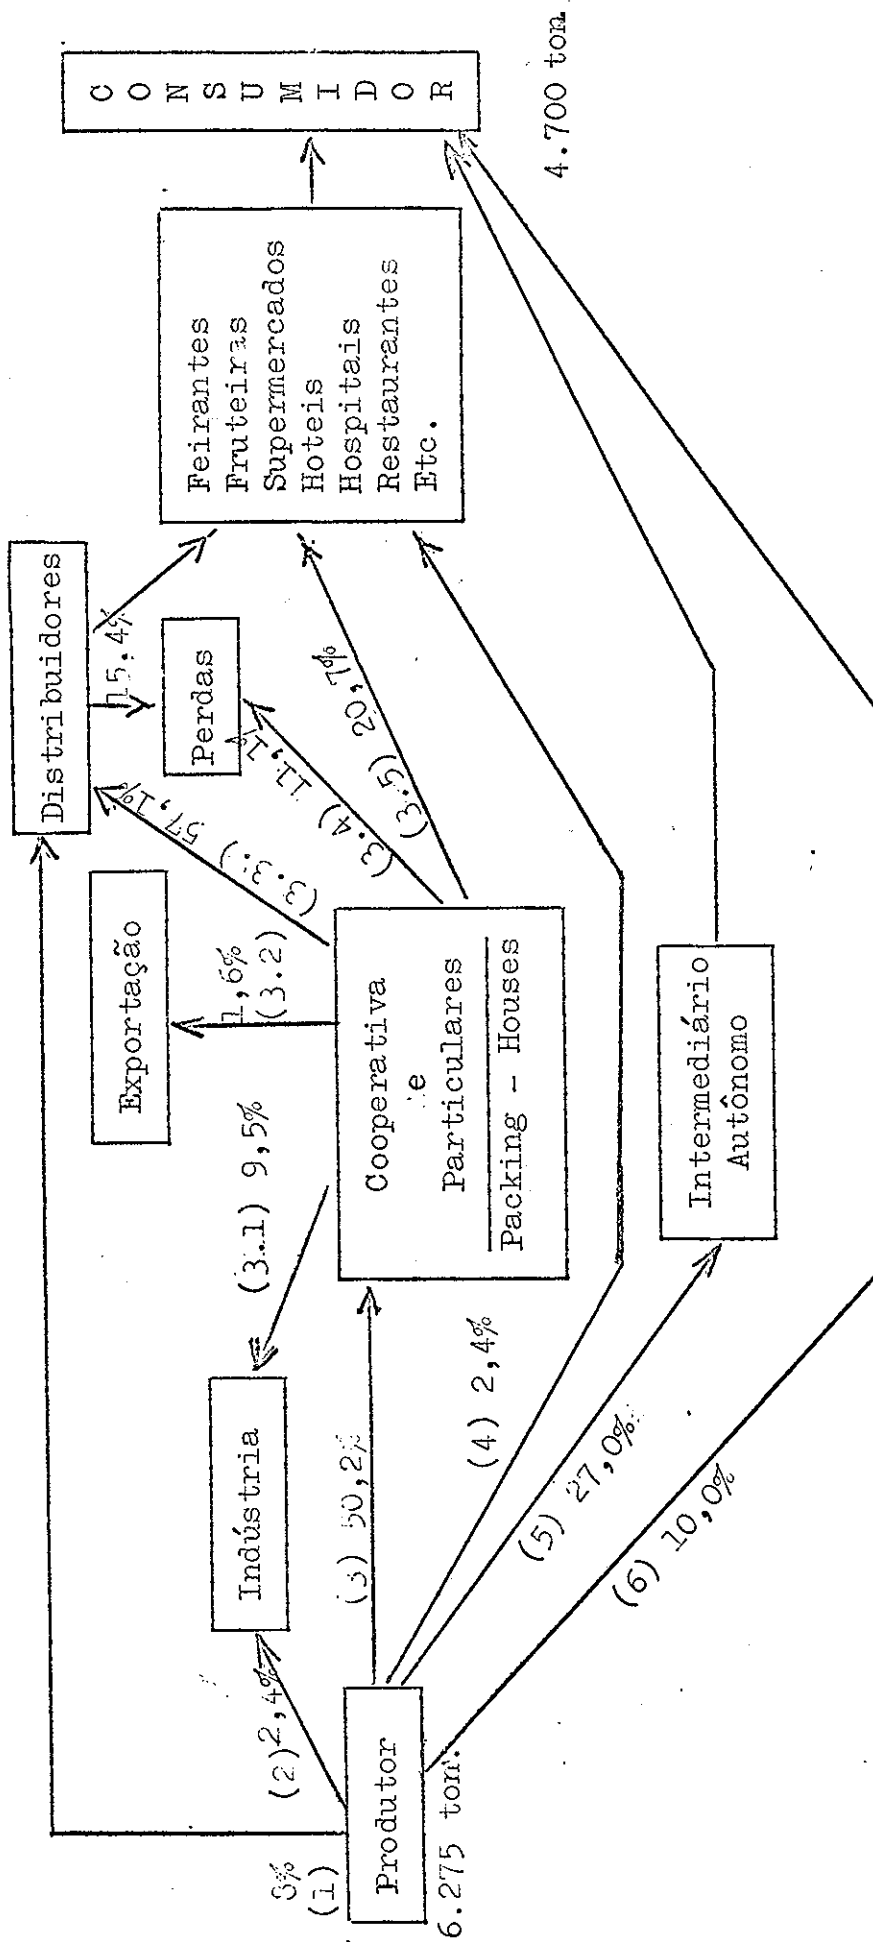 8%
(1)
Produtor
6.275 ton.
(2) 2,4%
Indústria
(3) 50,2%
(4) 2,4%
(5) 27,0%
(6) 10,0%
(3.1) 9,5%
Exportação
1,6%
(3.2)
Cooperativa
e
Particulares
Packing - Houses
Intermediário
Autônomo
Distribuidores
(3.3) 57,1%
15,4%
Perdas
(3.4) 11,1%
(3.5) 20,7%
Feirantes
Fruteiras
Supermercados
Hoteis
Hospitais
Restaurantes
Etc.
C O N S U M I D O R
4.700 ton.